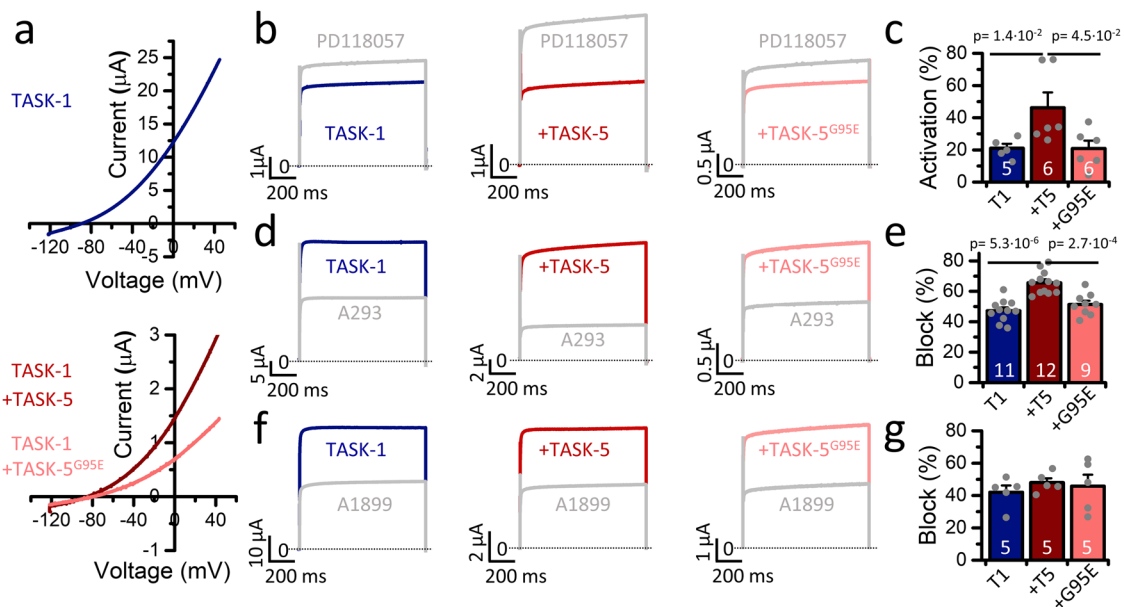 a
TASK-1
Current (µA)
25
20
15
10
5
0
-5
-120 -80 -40 0 40
Voltage (mV)
TASK-1
+TASK-5
TASK-1
+TASK-5G95E
Current (µA)
3
2
1
0
-1
-120 -80 -40 0 40
Voltage (mV)
b
PD118057
TASK-1
1µA
0
200 ms
PD118057
+TASK-5
1µA
0
200 ms
PD118057
+TASK-5G95E
0.5 µA
0
200 ms
c
p= 1.4·10-2 p= 4.5·10-2
Activation (%)
80
60
40
20
0
5 6 6
T1 +T5 +G95E
d
TASK-1
A293
5 µA
0
200 ms
+TASK-5
A293
2 µA
0
200 ms
+TASK-5G95E
A293
0.5 µA
0
200 ms
e
p= 5.3·10-6 p= 2.7·10-4
Block (%)
80
60
40
20
0
11 12 9
T1 +T5 +G95E
f
TASK-1
A1899
10 µA
0
200 ms
+TASK-5
A1899
2 µA
0
200 ms
+TASK-5G95E
A1899
1 µA
0
200 ms
g
Block (%)
80
60
40
20
0
5 5 5
T1 +T5 +G95E